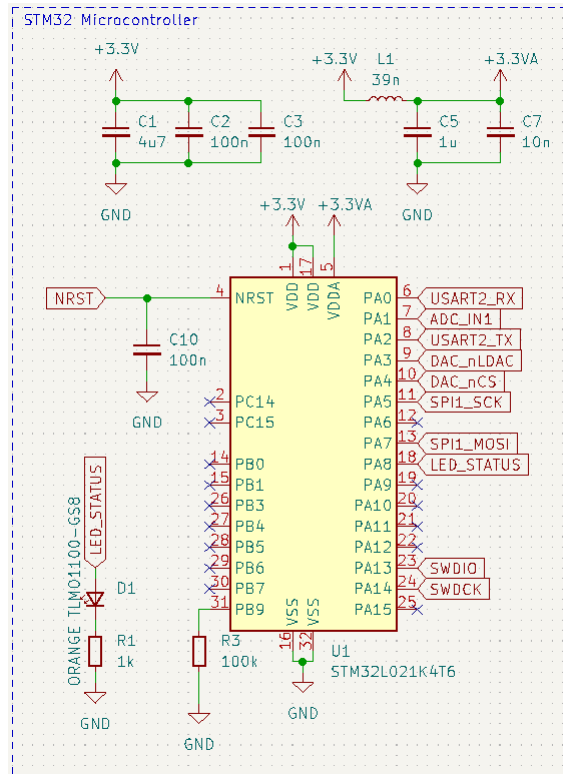 STM32 Microcontroller
+3.3V
+3.3V
L1
39n
+3.3VA
C1
4u7
C2
100n
C3
100n
C5
1u
C7
10n
GND
GND
+3.3V
+3.3VA
1
17
5
VDD
VDD
VDDA
NRST
4
NRST
C10
100n
GND
2
PC14
3
PC15
14
PB0
15
PB1
26
PB3
27
PB4
28
PB5
29
PB6
30
PB7
31
PB9
PA0
6
USART2_RX
PA1
7
ADC_IN1
PA2
8
USART2_TX
PA3
9
DAC_nLDAC
PA4
10
DAC_nCS
PA5
11
SPI1_SCK
PA6
12
PA7
13
SPI1_MOSI
PA8
18
LED_STATUS
PA9
19
PA10
20
PA11
21
PA12
22
PA13
23
SWDIO
PA14
24
SWDCK
PA15
25
VSS
VSS
16
32
U1
STM32L021K4T6
GND
LED_STATUS
ORANGE TLMO1100-GS8
D1
R1
1k
GND
R3
100k
GND